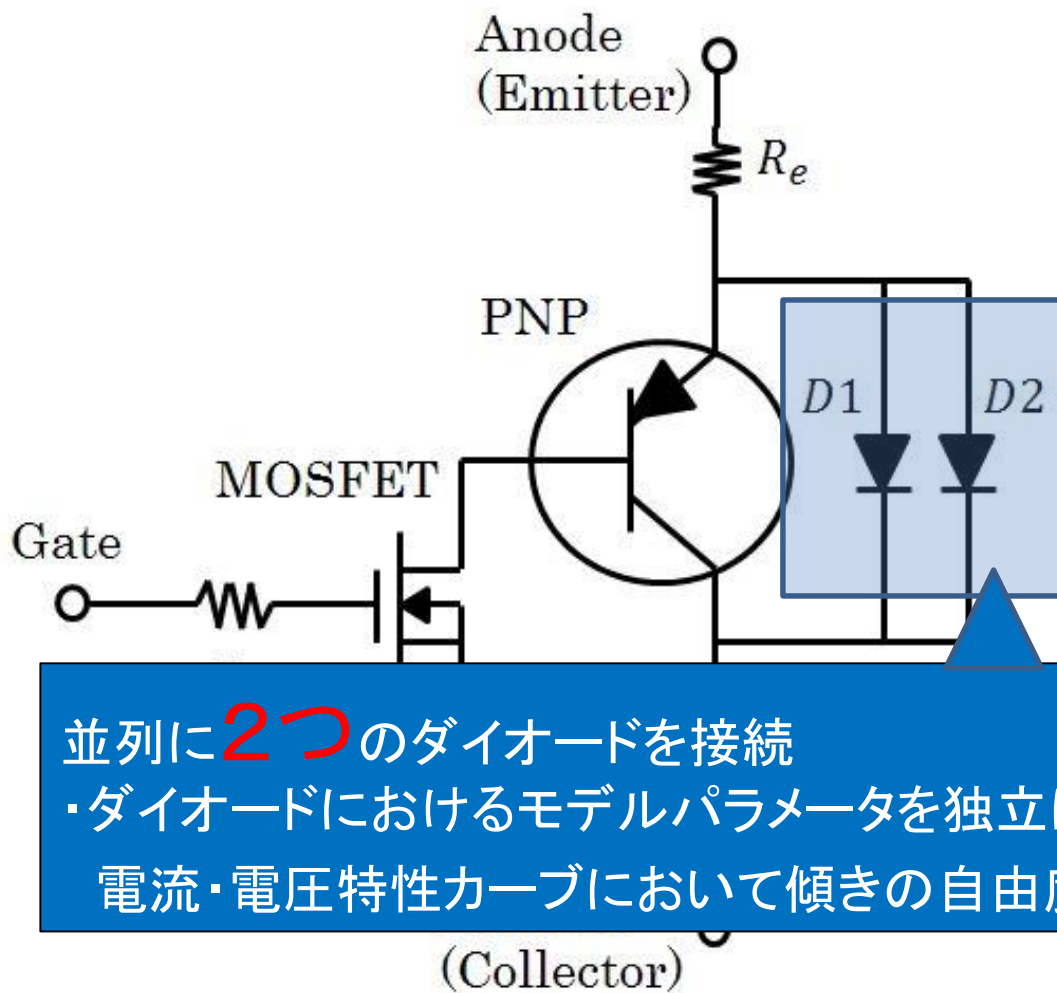 Anode
(Emitter)
R_e
PNP
D1
D2
MOSFET
Gate
並列に2つのダイオードを接続
・ダイオードにおけるモデルパラメータを独立に
電流・電圧特性カーブにおいて傾きの自由度
(Collector)